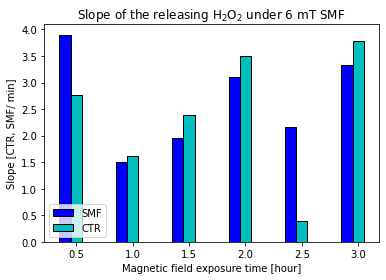 Slope of the releasing H₂O₂ under 6 mT SMF
Slope [CTR, SMF/ min]
4.0
3.5
3.0
2.5
2.0
1.5
1.0
0.5
0.0
SMF
CTR
0.5 1.0 1.5 2.0 2.5 3.0
Magnetic field exposure time [hour]